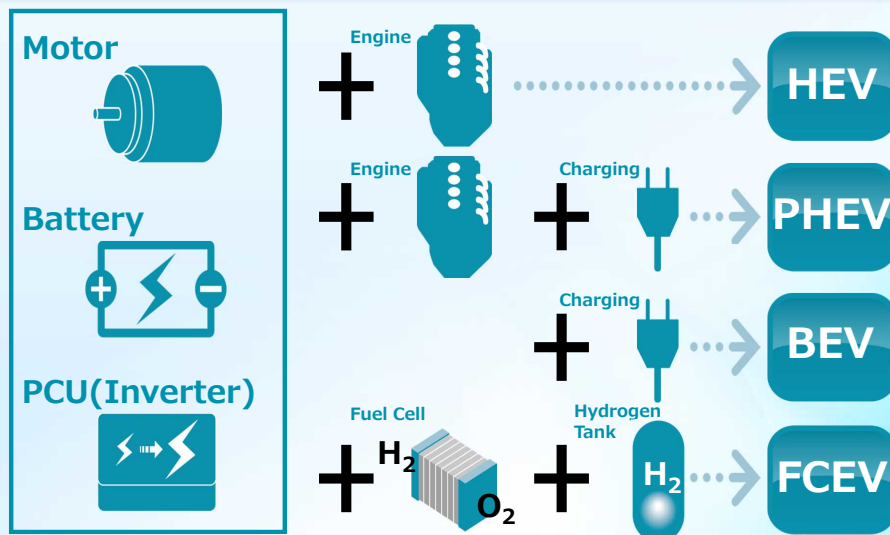 Motor
Battery
+
−
PCU(Inverter)
+
Engine
HEV
+
Engine
+
Charging
PHEV
+
Charging
BEV
+
Fuel Cell
H₂
O₂
+
Hydrogen
Tank
H₂
FCEV